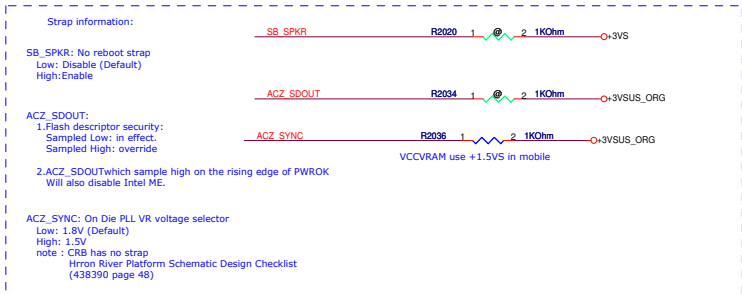 Strap information:
SB_SPKR R2020 1 @ 2 1KOhm +3VS
SB_SPKR: No reboot strap
Low: Disable (Default)
High:Enable
ACZ_SDOUT R2034 1 @ 2 1KOhm +3VSUS_ORG
ACZ_SDOUT:
1.Flash descriptor security:
Sampled Low: in effect.
Sampled High: override
ACZ_SYNC R2036 1 2 1KOhm +3VSUS_ORG
VCCVRAM use +1.5VS in mobile
2.ACZ_SDOUTwhich sample high on the rising edge of PWROK
Will also disable Intel ME.
ACZ_SYNC: On Die PLL VR voltage selector
Low: 1.8V (Default)
High: 1.5V
note : CRB has no strap
Hrron River Platform Schematic Design Checklist
(438390 page 48)